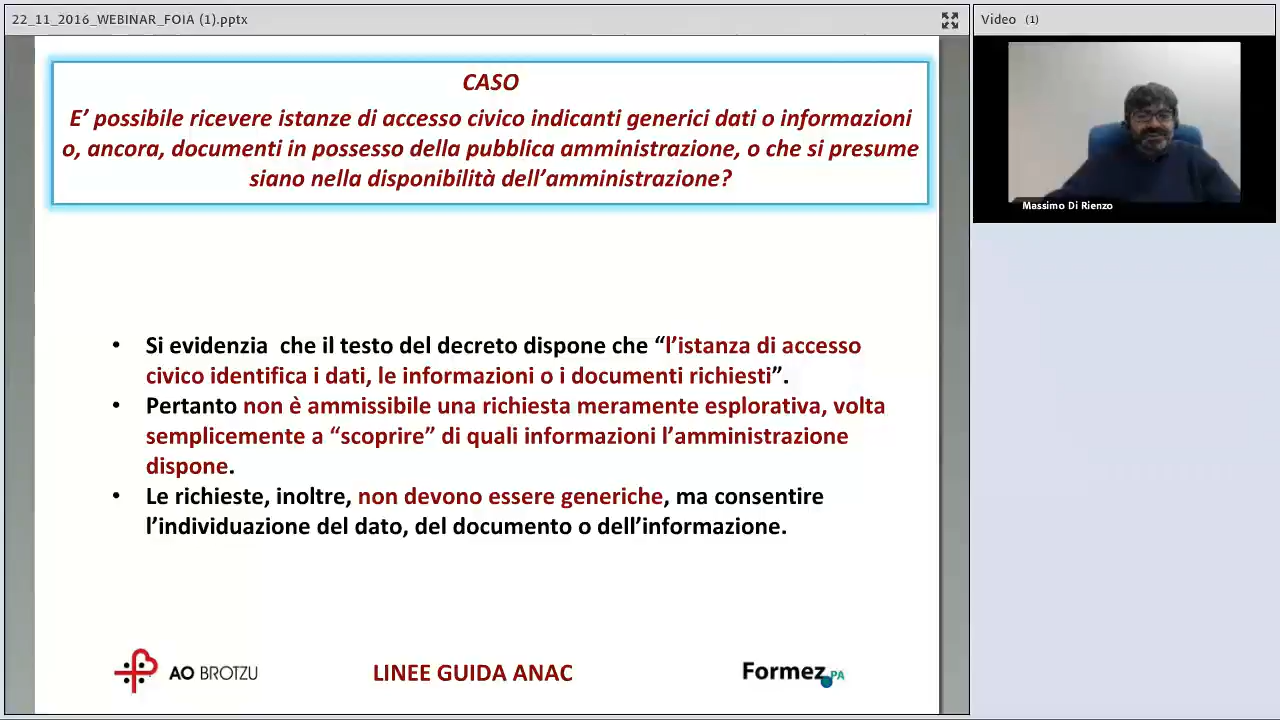 22_11_2016_WEBINAR_FOIA (1).pptx
Video (1)
CASO
E’ possibile ricevere istanze di accesso civico indicanti generici dati o informazioni
o, ancora, documenti in possesso della pubblica amministrazione, o che si presume
siano nella disponibilità dell’amministrazione?
Massimo Di Rienzo
• Si evidenzia  che il testo del decreto dispone che “l’istanza di accesso
civico identifica i dati, le informazioni o i documenti richiesti”.
• Pertanto non è ammissibile una richiesta meramente esplorativa, volta
semplicemente a “scoprire” di quali informazioni l’amministrazione
dispone.
• Le richieste, inoltre, non devono essere generiche, ma consentire
l’individuazione del dato, del documento o dell’informazione.
AO BROTZU
LINEE GUIDA ANAC
Formez PA